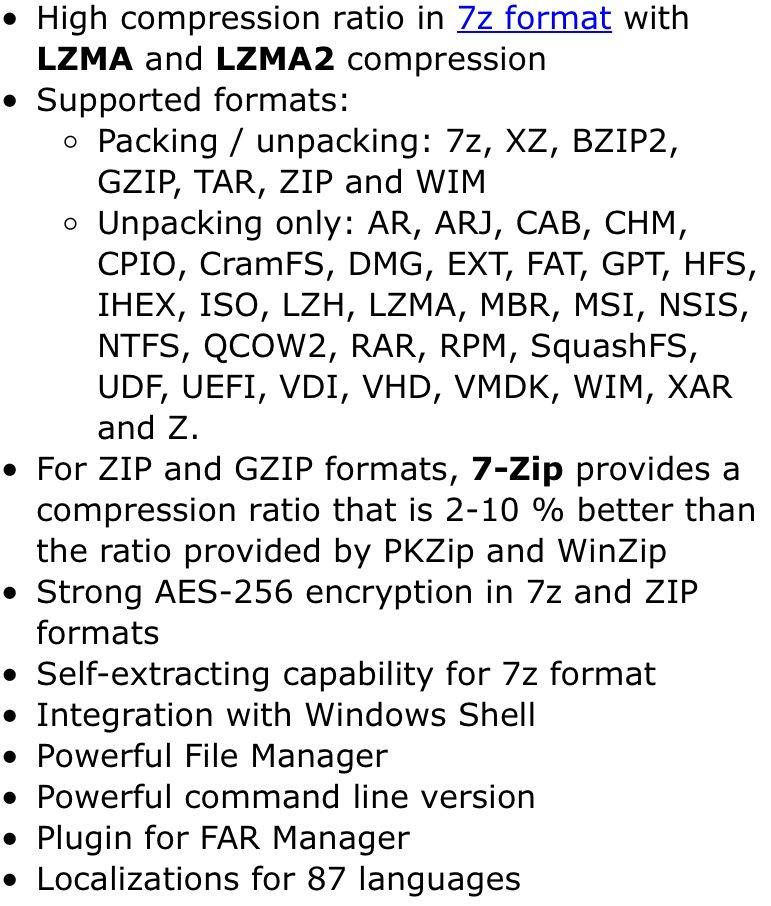 • High compression ratio in 7z format with
LZMA and LZMA2 compression
• Supported formats:
◦ Packing / unpacking: 7z, XZ, BZIP2,
GZIP, TAR, ZIP and WIM
◦ Unpacking only: AR, ARJ, CAB, CHM,
CPIO, CramFS, DMG, EXT, FAT, GPT, HFS,
IHEX, ISO, LZH, LZMA, MBR, MSI, NSIS,
NTFS, QCOW2, RAR, RPM, SquashFS,
UDF, UEFI, VDI, VHD, VMDK, WIM, XAR
and Z.
• For ZIP and GZIP formats, 7-Zip provides a
compression ratio that is 2-10 % better than
the ratio provided by PKZip and WinZip
• Strong AES-256 encryption in 7z and ZIP
formats
• Self-extracting capability for 7z format
• Integration with Windows Shell
• Powerful File Manager
• Powerful command line version
• Plugin for FAR Manager
• Localizations for 87 languages